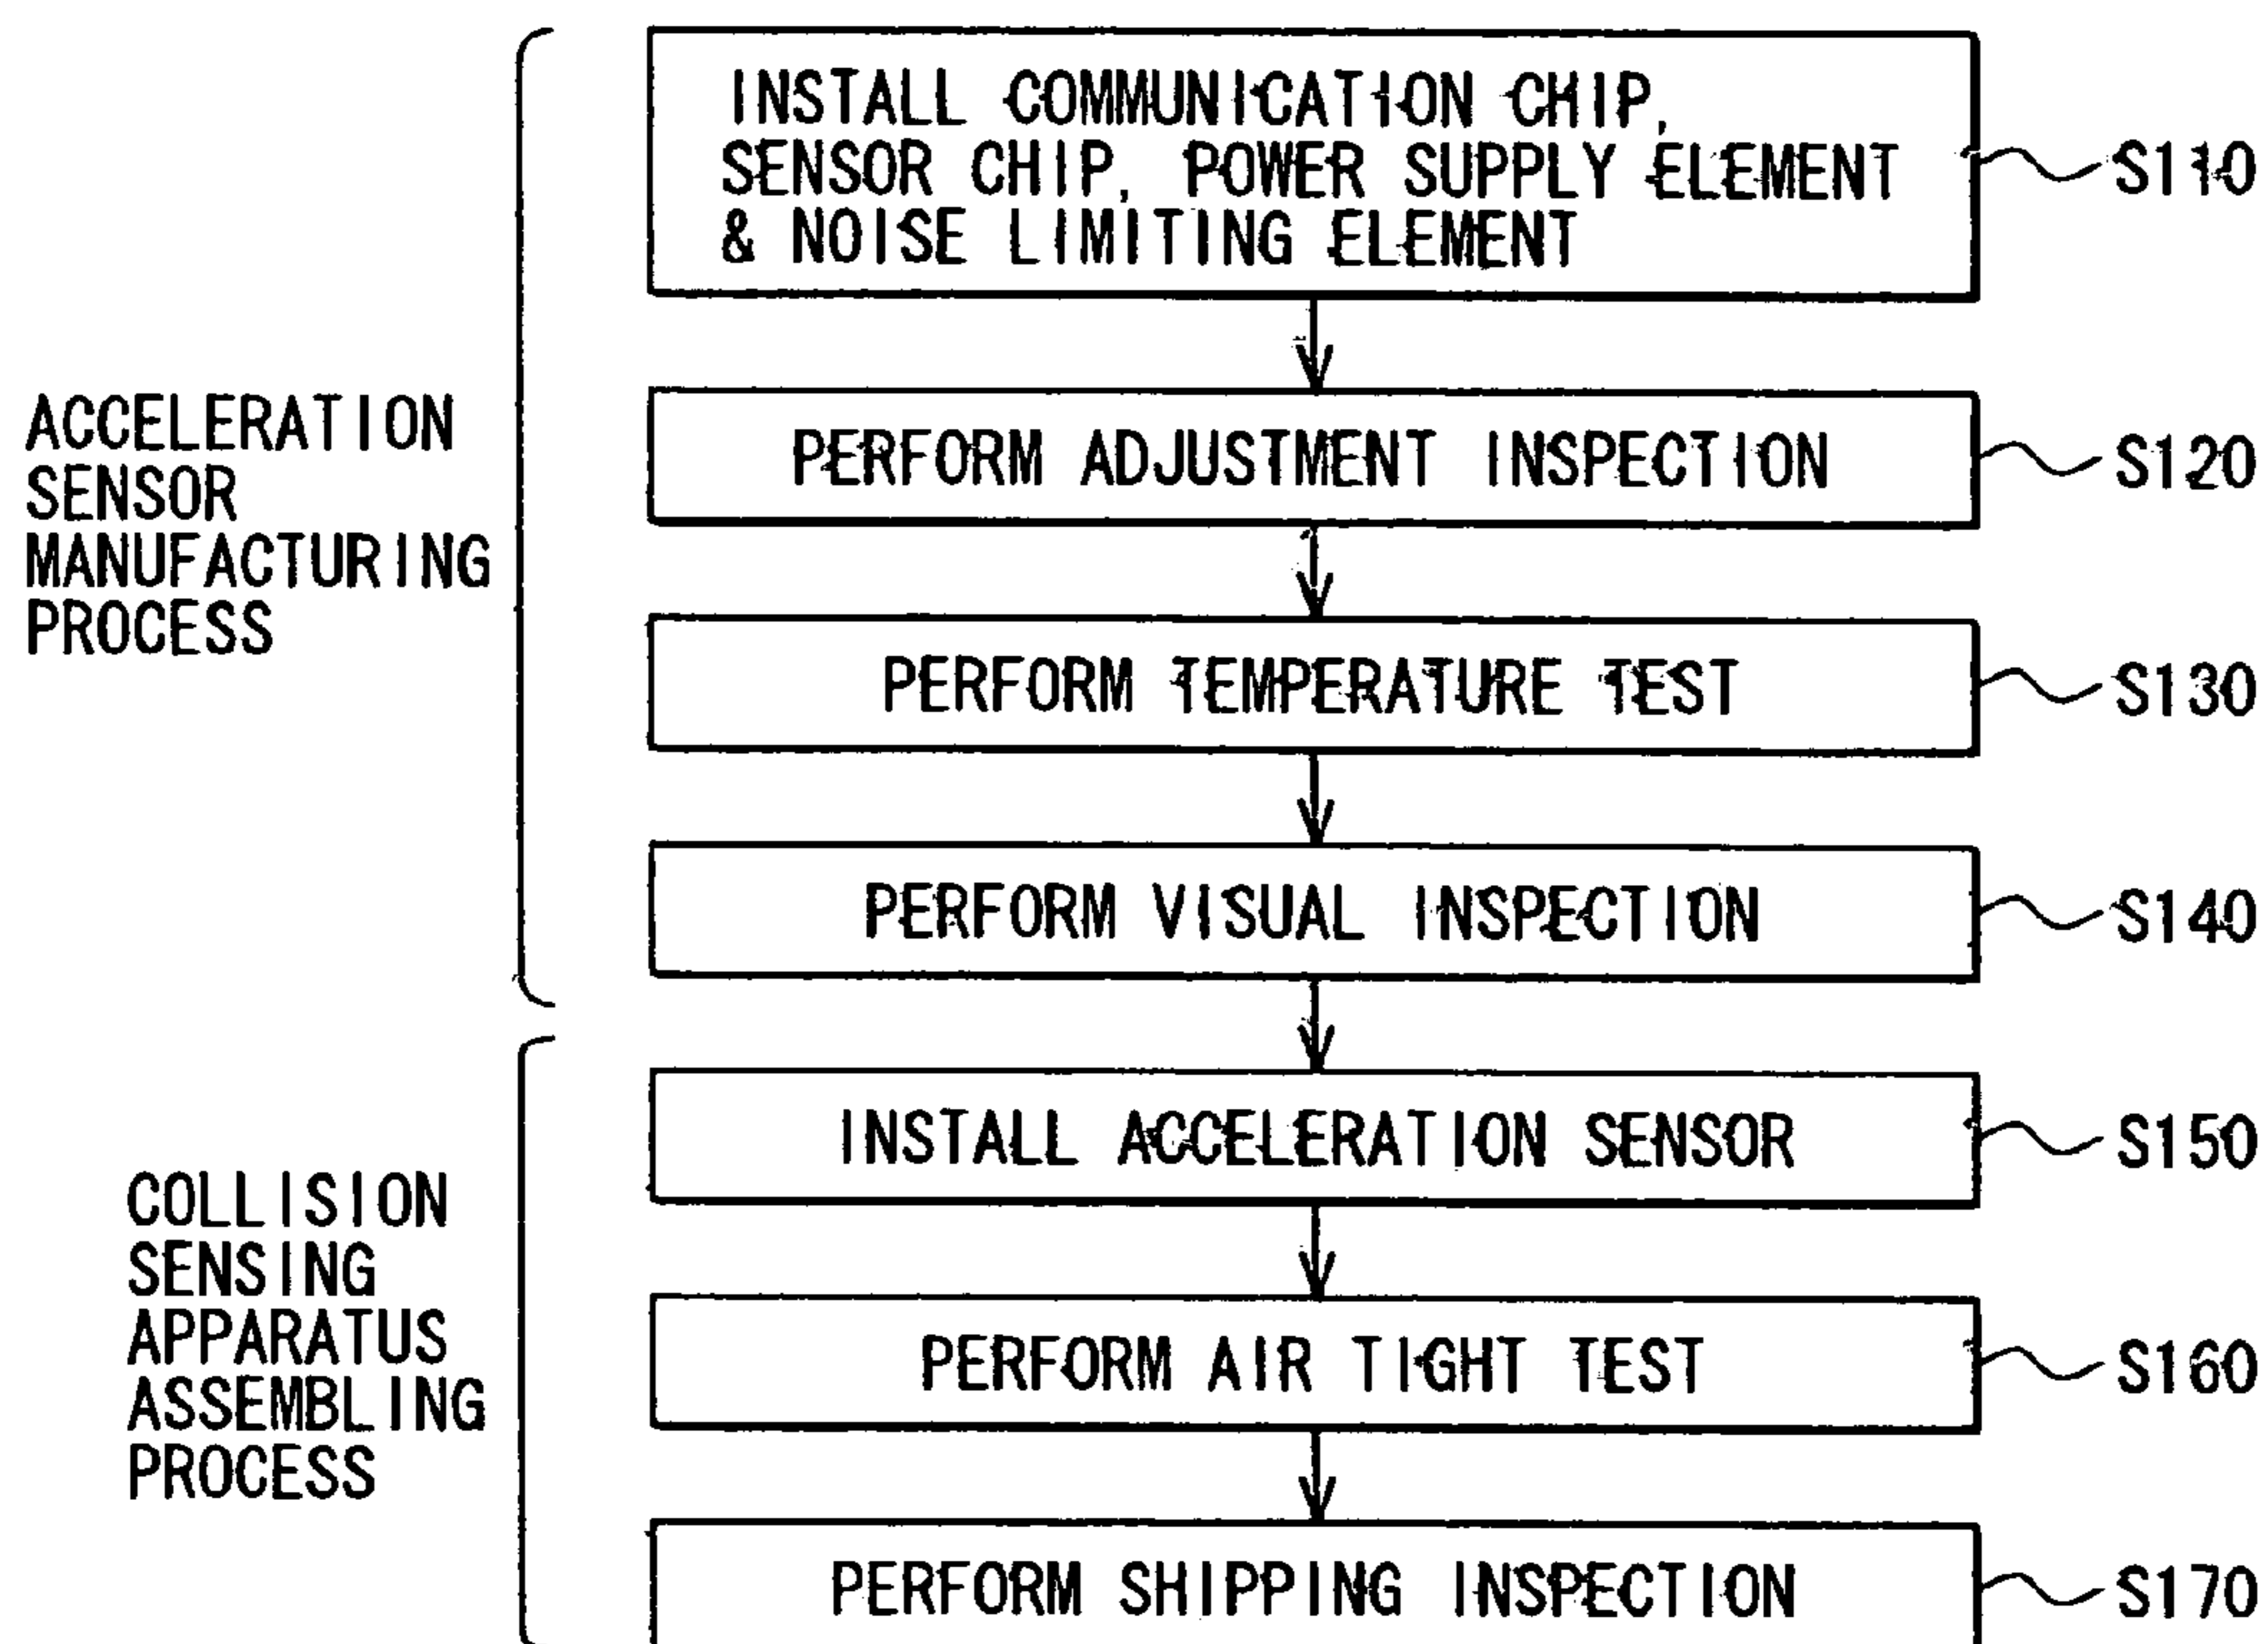 INSTALL COMMUNICATION CHIP,
SENSOR CHIP, POWER SUPPLY ELEMENT
& NOISE LIMITING ELEMENT
S110
ACCELERATION
SENSOR
MANUFACTURING
PROCESS
PERFORM ADJUSTMENT INSPECTION
S120
PERFORM TEMPERATURE TEST
S130
PERFORM VISUAL INSPECTION
S140
INSTALL ACCELERATION SENSOR
S150
COLLISION
SENSING
APPARATUS
ASSEMBLING
PROCESS
PERFORM AIR TIGHT TEST
S160
PERFORM SHIPPING INSPECTION
S170